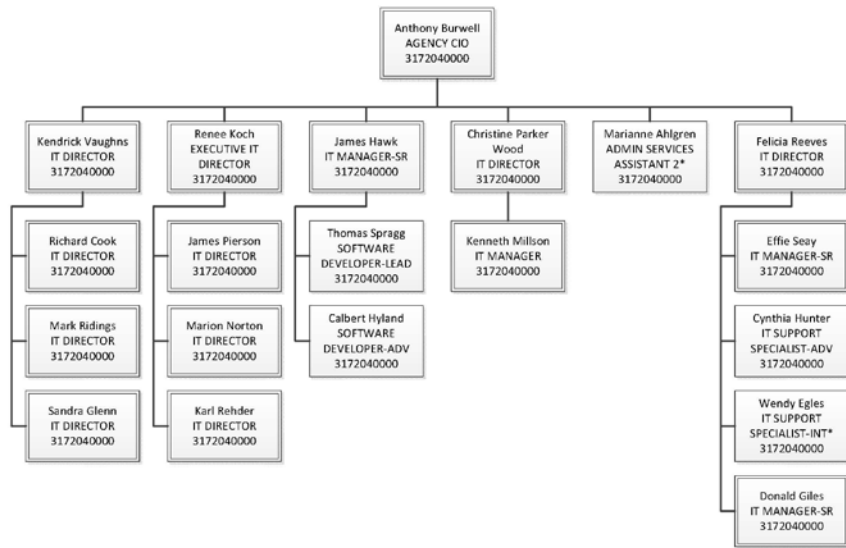 Anthony Burwell
AGENCY CIO
3172040000
Kendrick Vaughns
IT DIRECTOR
3172040000
Renee Koch
EXECUTIVE IT
DIRECTOR
3172040000
James Hawk
IT MANAGER-SR
3172040000
Christine Parker
Wood
IT DIRECTOR
3172040000
Marianne Ahlgren
ADMIN SERVICES
ASSISTANT 2*
3172040000
Felicia Reeves
IT DIRECTOR
3172040000
Richard Cook
IT DIRECTOR
3172040000
James Pierson
IT DIRECTOR
3172040000
Thomas Spragg
SOFTWARE
DEVELOPER-LEAD
3172040000
Kenneth Millson
IT MANAGER
3172040000
Effie Seay
IT MANAGER-SR
3172040000
Mark Ridings
IT DIRECTOR
3172040000
Marion Norton
IT DIRECTOR
3172040000
Calbert Hyland
SOFTWARE
DEVELOPER-ADV
3172040000
Cynthia Hunter
IT SUPPORT
SPECIALIST-ADV
3172040000
Sandra Glenn
IT DIRECTOR
3172040000
Karl Rehder
IT DIRECTOR
3172040000
Wendy Egles
IT SUPPORT
SPECIALIST-INT*
3172040000
Donald Giles
IT MANAGER-SR
3172040000